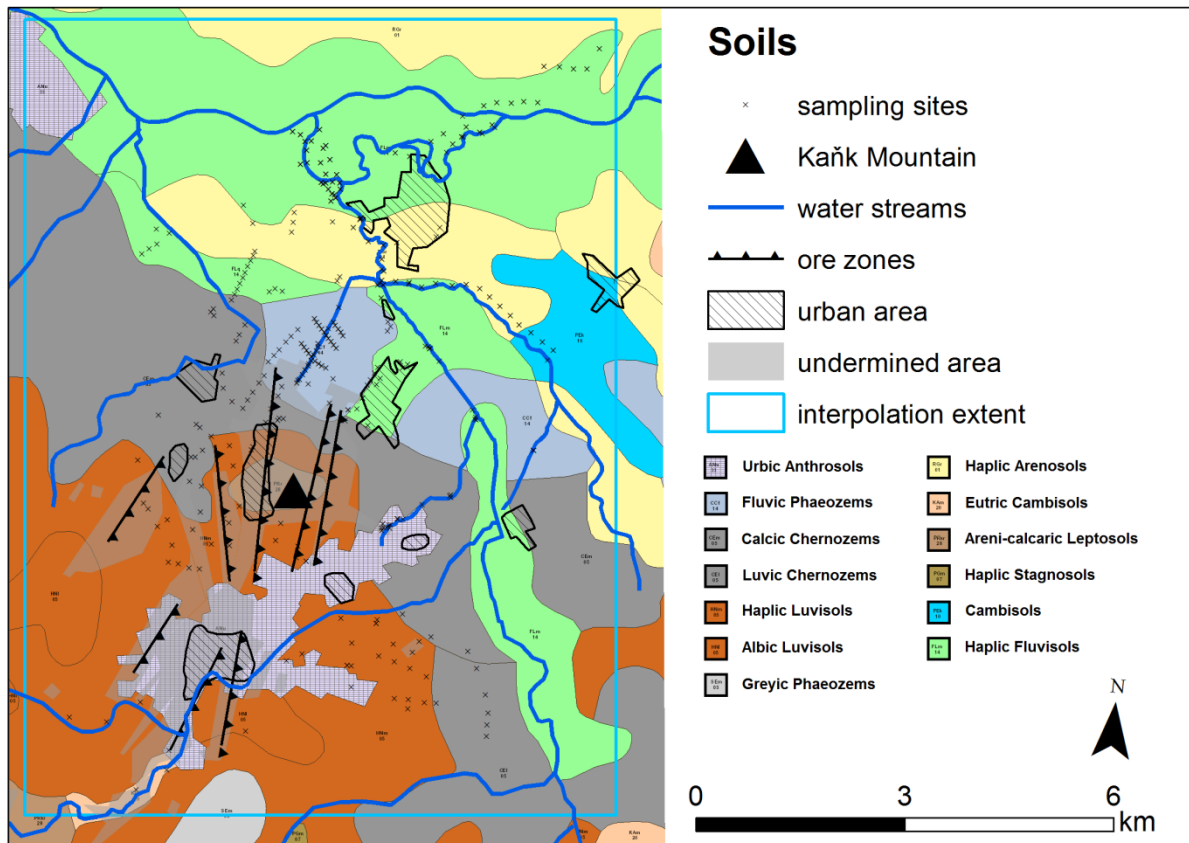 Soils
sampling sites
Kaňk Mountain
water streams
ore zones
urban area
undermined area
interpolation extent
Urbic Anthrosols
Fluvic Phaeozems
Calcic Chernozems
Luvic Chernozems
Haplic Luvisols
Albic Luvisols
Greyic Phaeozems
Haplic Arenosols
Eutric Cambisols
Areni-calcaric Leptosols
Haplic Stagnosols
Cambisols
Haplic Fluvisols
N
0 3 6
km